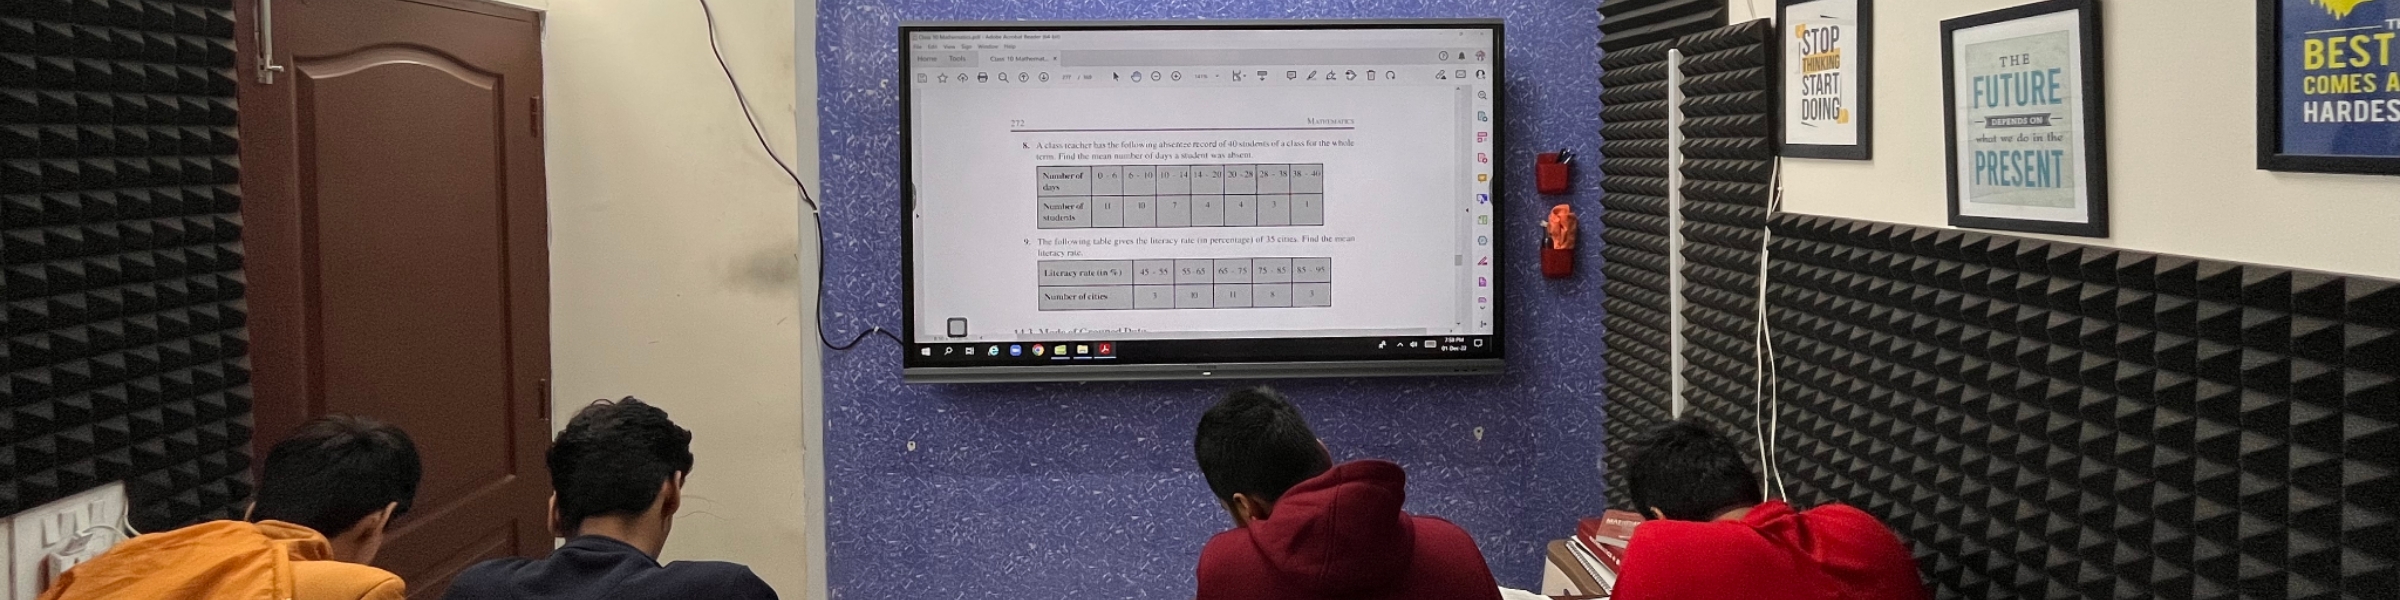 Class 10 Mathematics.pdf - Adobe Acrobat Reader (64-bit)
File Edit View Sign Window Help
Home Tools Class 10 Mathemat... ×
272 MATHEMATICS
8. A class teacher has the following absentee record of 40 students of a class for the whole
term. Find the mean number of days a student was absent.
Number of days 0 - 6 6 - 10 10 - 14 14 - 20 20 - 28 28 - 38 38 - 40
Number of students 11 10 7 4 4 3 1
9. The following table gives the literacy rate (in percentage) of 35 cities. Find the mean
literacy rate.
Literacy rate (in %) 45 - 55 55 - 65 65 - 75 75 - 85 85 - 95
Number of cities 3 10 11 8 3
7:59 PM
01-Dec-22
STOP
THINKING
START
DOING
THE
FUTURE
DEPENDS ON
what we do in the
PRESENT
BEST
COMES A
HARDES